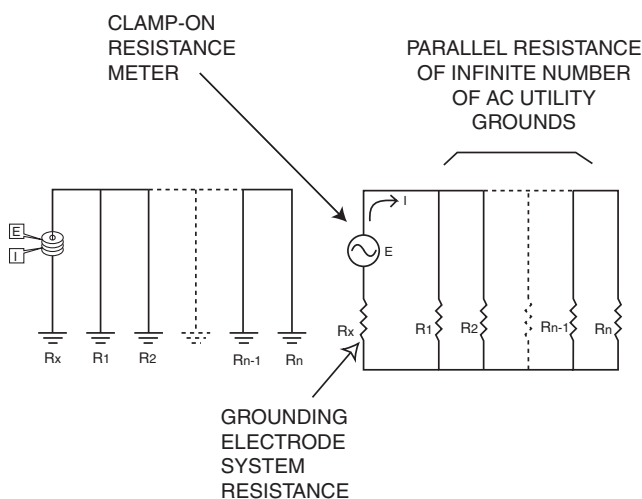 CLAMP-ON
RESISTANCE
METER
PARALLEL RESISTANCE
OF INFINITE NUMBER
OF AC UTILITY
GROUNDS
E
I
Rx
R1
R2
Rn-1
Rn
I
E
Rx
R1
R2
Rn-1
Rn
GROUNDING
ELECTRODE
SYSTEM
RESISTANCE